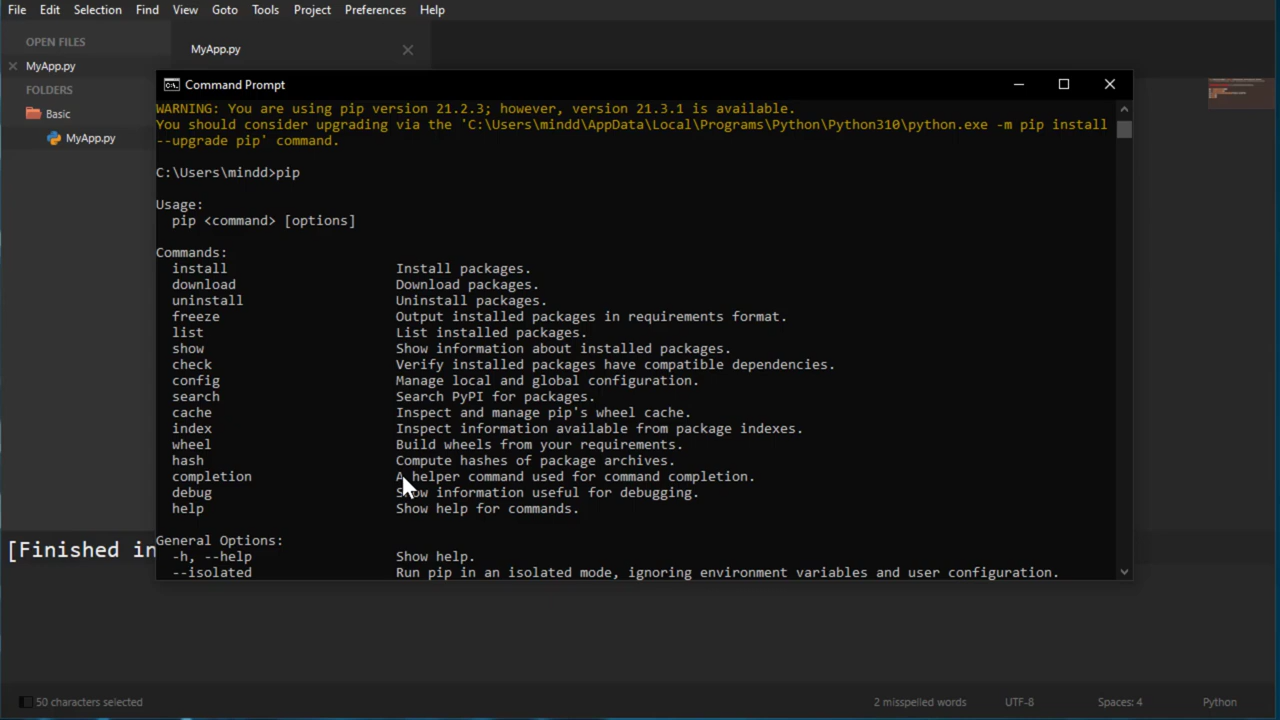 File Edit Selection Find View Goto Tools Project Preferences Help
OPEN FILES
MyApp.py
MyApp.py
FOLDERS
Basic
MyApp.py
Command Prompt
WARNING: You are using pip version 21.2.3; however, version 21.3.1 is available.
You should consider upgrading via the 'C:\Users\mindd\AppData\Local\Programs\Python\Python310\python.exe -m pip install
--upgrade pip' command.
C:\Users\mindd>pip
Usage:
pip <command> [options]
Commands:
install Install packages.
download Download packages.
uninstall Uninstall packages.
freeze Output installed packages in requirements format.
list List installed packages.
show Show information about installed packages.
check Verify installed packages have compatible dependencies.
config Manage local and global configuration.
search Search PyPI for packages.
cache Inspect and manage pip's wheel cache.
index Inspect information available from package indexes.
wheel Build wheels from your requirements.
hash Compute hashes of package archives.
completion A helper command used for command completion.
debug Show information useful for debugging.
help Show help for commands.
General Options:
-h, --help Show help.
--isolated Run pip in an isolated mode, ignoring environment variables and user configuration.
[Finished in
50 characters selected 2 misspelled words UTF-8 Spaces: 4 Python